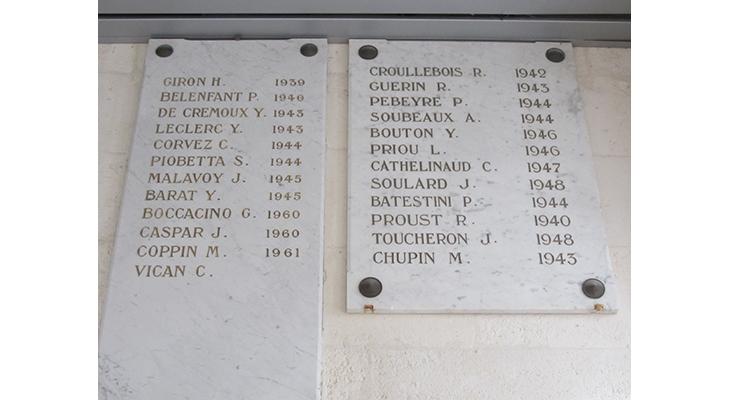 GIRON H. 1939
BELENFANT P. 1940
DE CREMOUX Y. 1943
LECLERC Y. 1943
CORVEZ C. 1944
PIOBETTA S. 1944
MALAVOY J. 1945
BARAT Y. 1945
BOCCACINO G. 1960
CASPAR J. 1960
COPPIN M. 1961
VICAN C.
CROULLEBOIS R. 1942
GUERIN R. 1943
PEBEYRE P. 1944
SOUBEAUX A. 1944
BOUTON Y. 1946
PRIOU L. 1946
CATHELINAUD C. 1947
SOULARD J. 1948
BATESTINI P. 1944
PROUST R. 1940
TOUCHERON J. 1948
CHUPIN M. 1943